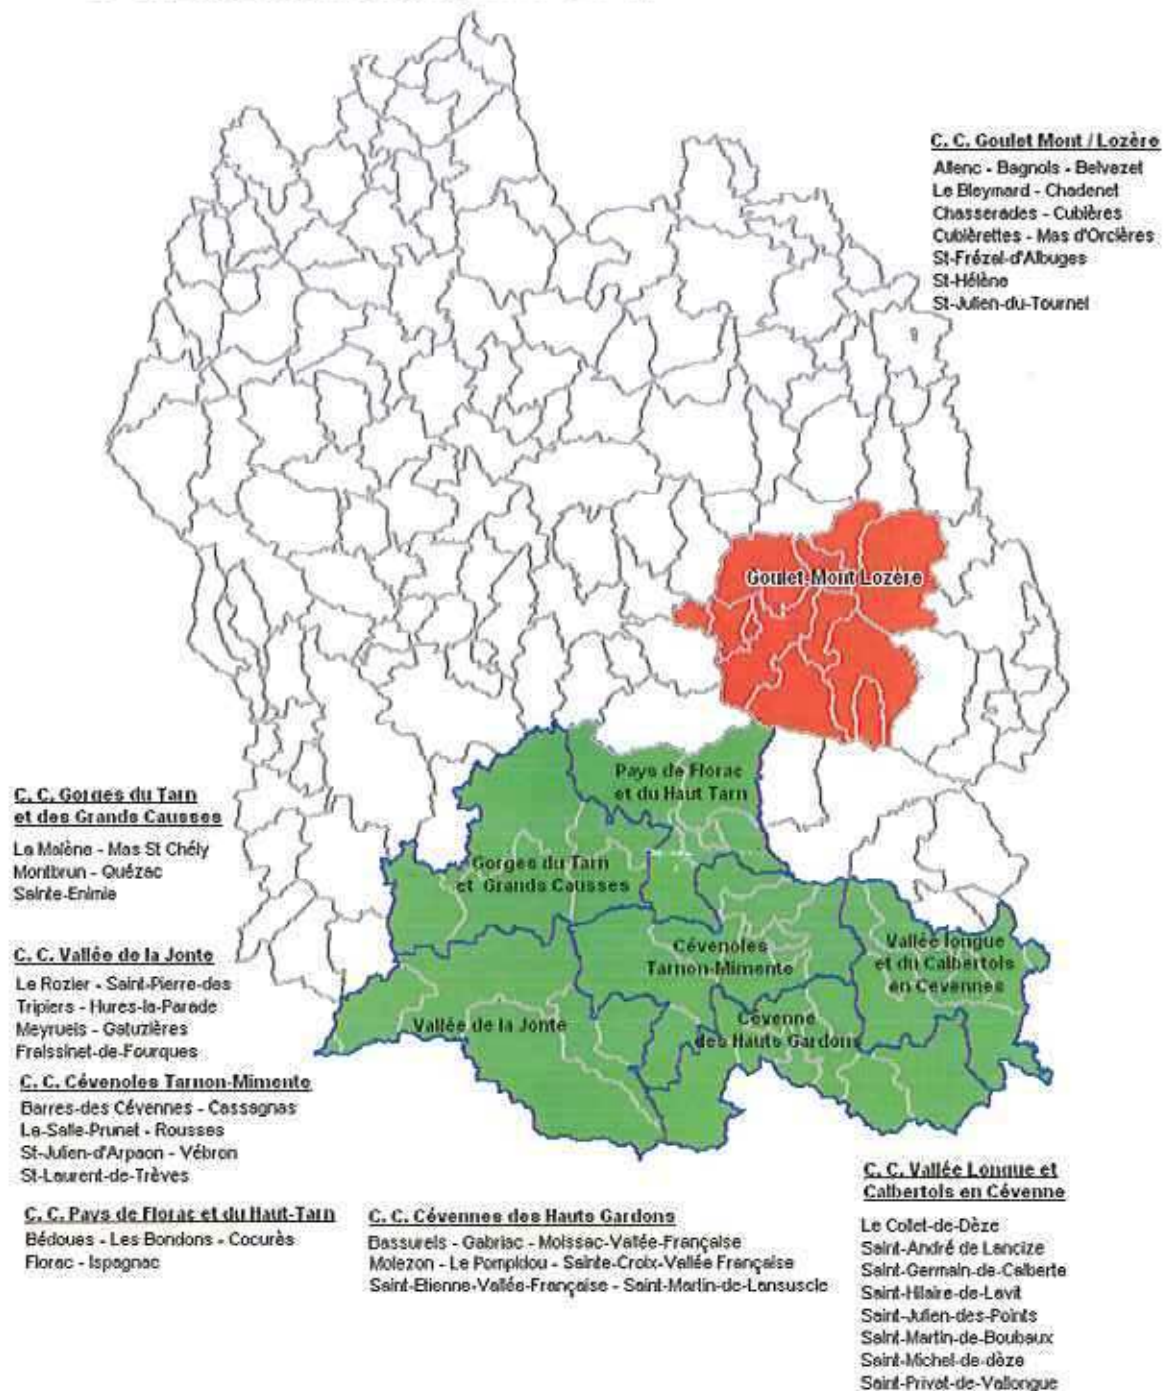 C. C. Goulet Mont / Lozère
Allenc - Bagnols - Belvezet
Le Bleymard - Chadenet
Chasserades - Cubières
Cubièrettes - Mas d'Orcières
St-Frézal-d'Albuges
St-Hélène
St-Julien-du-Tournel
Goulet-Mont Lozère
Pays de Florac
et du Haut Tarn
C. C. Gorges du Tarn
et des Grands Causses
La Malène - Mas St Chély
Montbrun - Quézac
Sainte-Enimie
Gorges du Tarn
et Grands Causses
Cévenoles
Tarnon-Mimente
Vallée longue
et du Calbertois
en Cévennes
C. C. Vallée de la Jonte
Le Rozier - Saint-Pierre-des
Tripiers - Hures-la-Parade
Meyrueis - Gatuzières
Fraissinet-de-Fourques
Vallée de la Jonte
Cévenne
des Hauts Gardons
C. C. Cévenoles Tarnon-Mimente
Barres-des Cévennes - Cassagnas
La-Salle-Prunet - Rousses
St-Julien-d'Arpaon - Vébron
St-Laurent-de-Trèves
C. C. Pays de Florac et du Haut-Tarn
Bédoues - Les Bondons - Cocurès
Florac - Ispagnac
C. C. Cévennes des Hauts Gardons
Bassurels - Gabriac - Moissac-Vallée-Française
Molezon - Le Pompidou - Sainte-Croix-Vallée Française
Saint-Etienne-Vallée-Française - Saint-Martin-de-Lansuscle
C. C. Vallée Longue et
Calbertois en Cévenne
Le Collet-de-Dèze
Saint-André de Lancize
Saint-Germain-de-Calberte
Saint-Hilaire-de-Lavit
Saint-Julien-des-Points
Saint-Martin-de-Boubaux
Saint-Michel-de-dèze
Saint-Privat-de-Vallongue